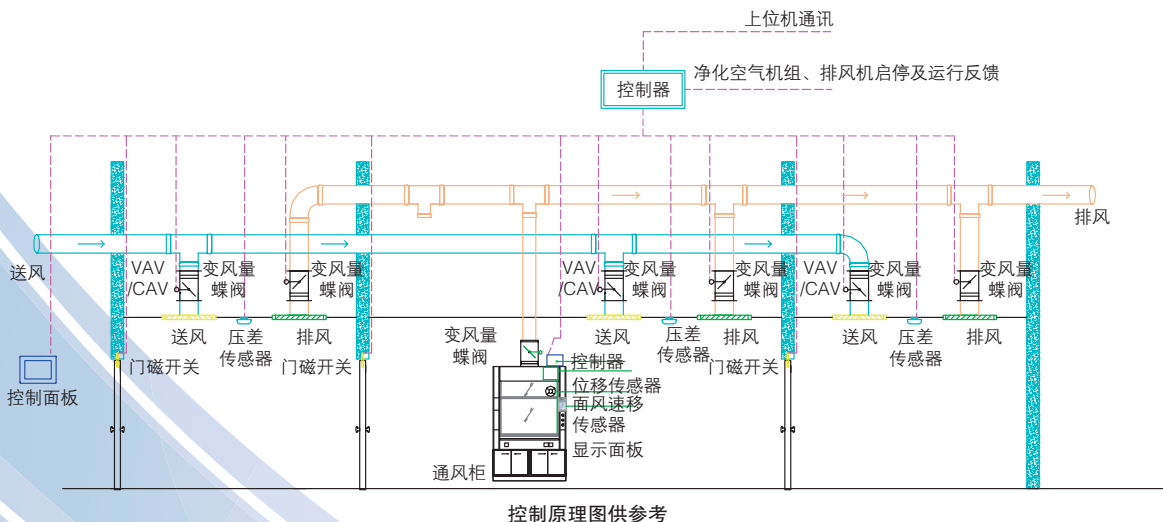 上位机通讯
净化空气机组、排风机启停及运行反馈
控制器
排风
送风
VAV
/CAV
变风量
蝶阀
变风量
蝶阀
VAV
/CAV
变风量
蝶阀
变风量
蝶阀
VAV
/CAV
变风量
蝶阀
变风量
蝶阀
送风
压差
传感器
排风
变风量
蝶阀
送风
压差
传感器
排风
送风
压差
传感器
排风
门磁开关
门磁开关
门磁开关
控制面板
控制器
位移传感器
面风速移
传感器
显示面板
通风柜
控制原理图供参考